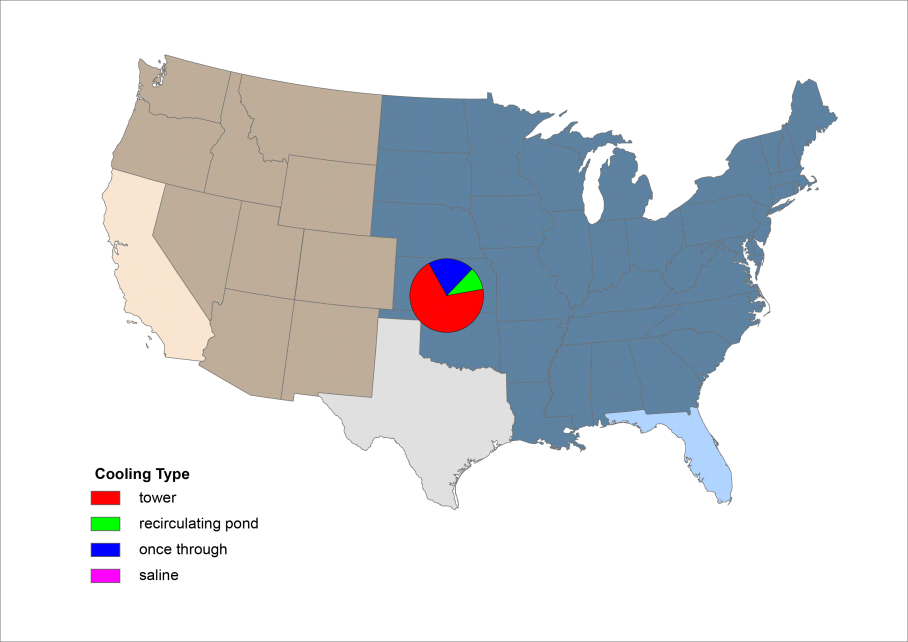 Cooling Type
tower
recirculating pond
once through
saline